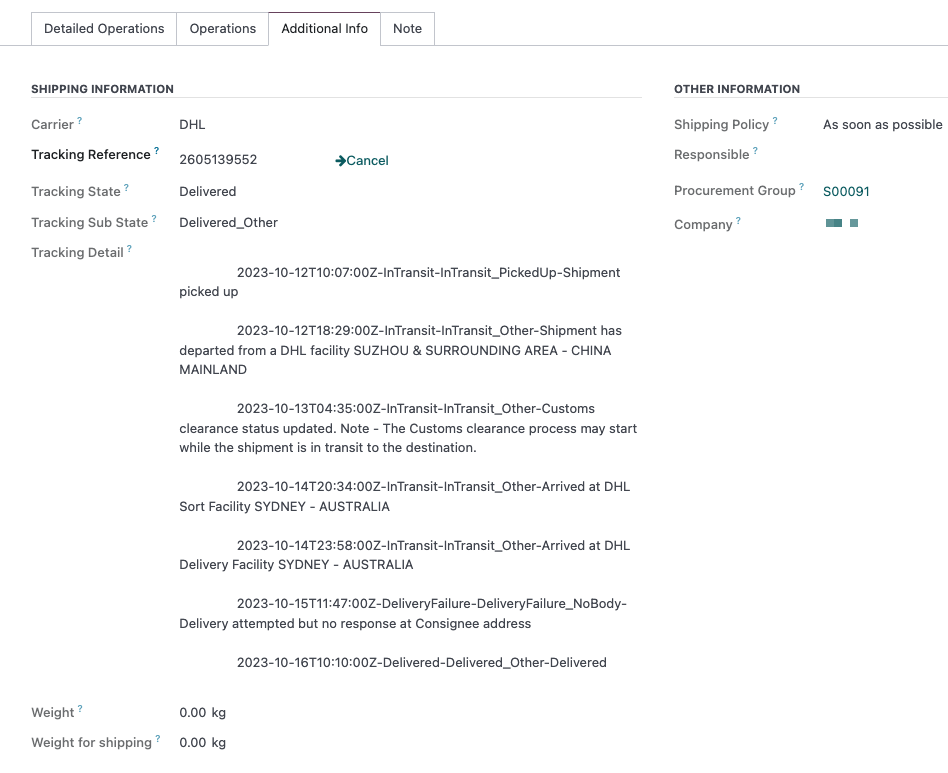 Detailed Operations
Operations
Additional Info
Note
SHIPPING INFORMATION
Carrier ?
DHL
Tracking Reference ?
2605139552
➔Cancel
Tracking State ?
Delivered
Tracking Sub State ?
Delivered_Other
Tracking Detail ?
2023-10-12T10:07:00Z-InTransit-InTransit_PickedUp-Shipment
picked up
2023-10-12T18:29:00Z-InTransit-InTransit_Other-Shipment has
departed from a DHL facility SUZHOU & SURROUNDING AREA - CHINA
MAINLAND
2023-10-13T04:35:00Z-InTransit-InTransit_Other-Customs
clearance status updated. Note - The Customs clearance process may start
while the shipment is in transit to the destination.
2023-10-14T20:34:00Z-InTransit-InTransit_Other-Arrived at DHL
Sort Facility SYDNEY - AUSTRALIA
2023-10-14T23:58:00Z-InTransit-InTransit_Other-Arrived at DHL
Delivery Facility SYDNEY - AUSTRALIA
2023-10-15T11:47:00Z-DeliveryFailure-DeliveryFailure_NoBody-
Delivery attempted but no response at Consignee address
2023-10-16T10:10:00Z-Delivered-Delivered_Other-Delivered
Weight ?
0.00 kg
Weight for shipping ?
0.00 kg
OTHER INFORMATION
Shipping Policy ?
As soon as possible
Responsible ?
Procurement Group ?
S00091
Company ?